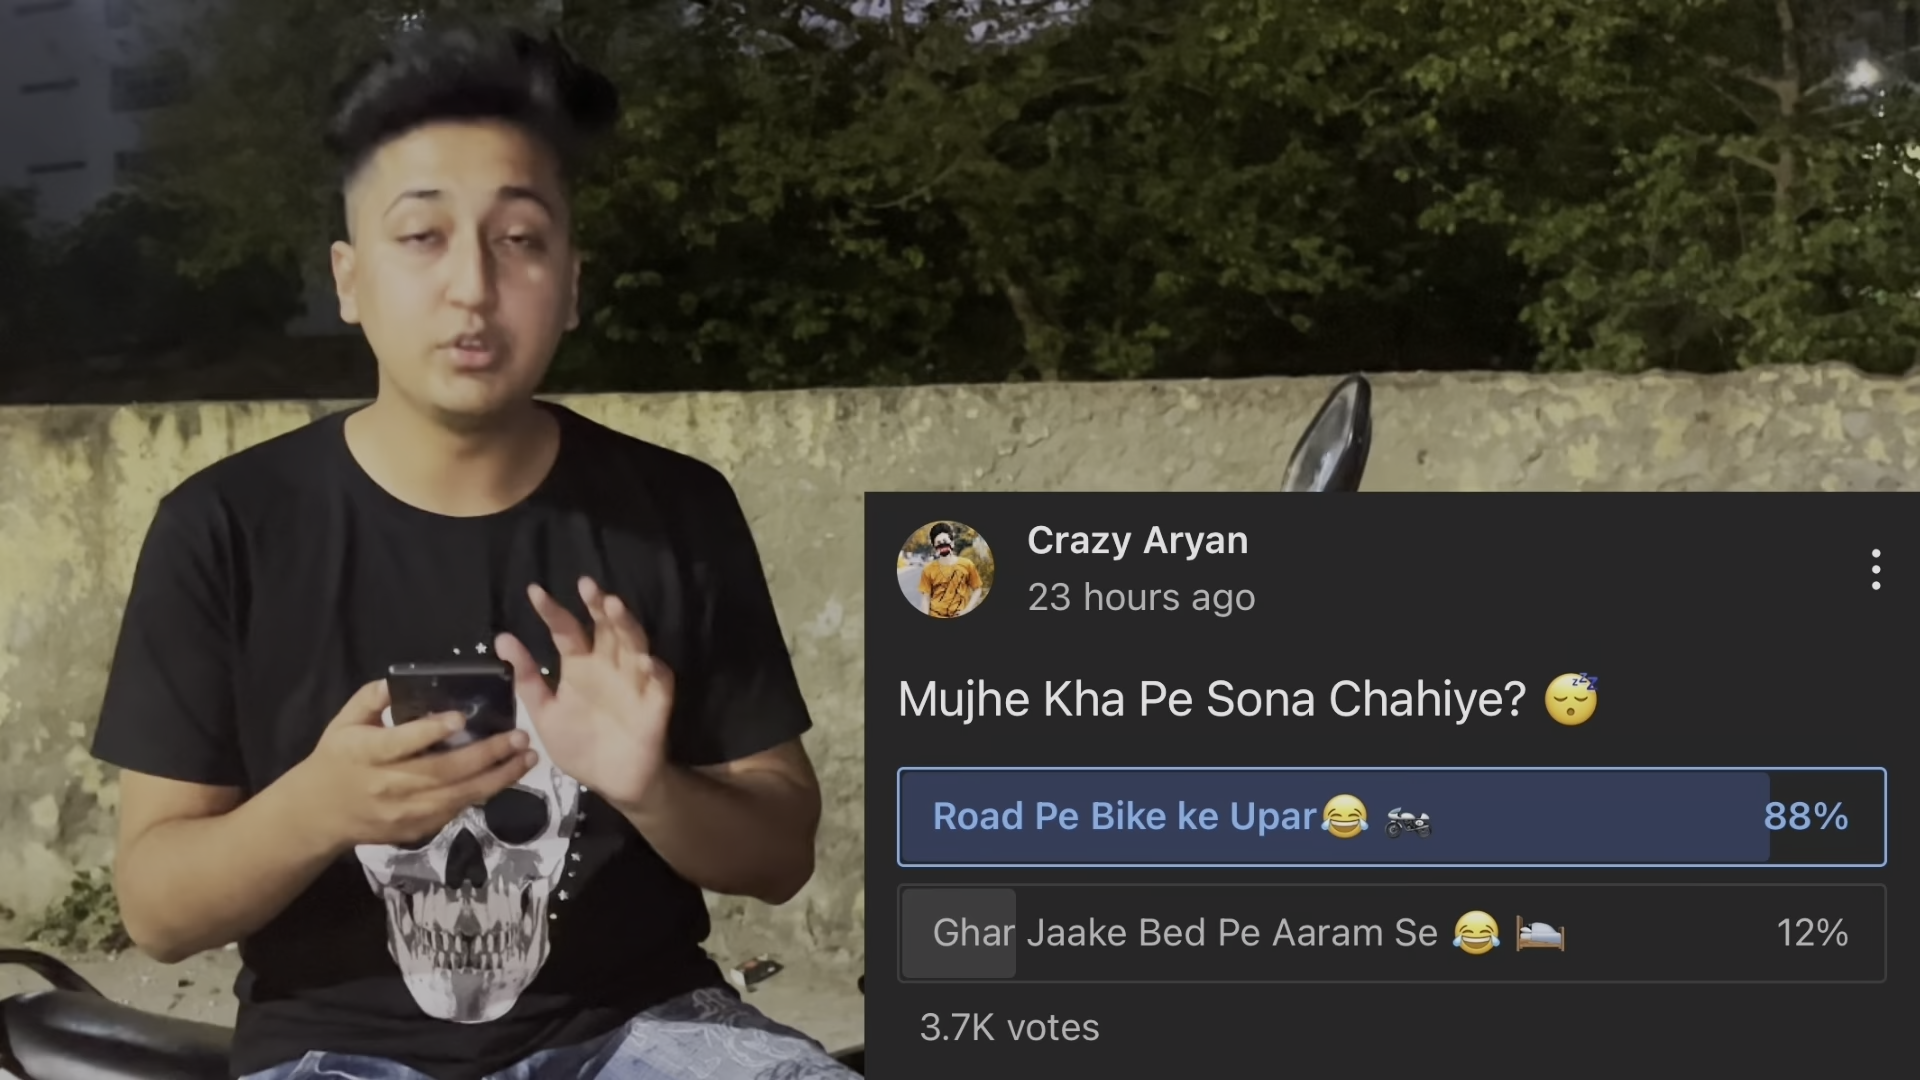 Crazy Aryan
23 hours ago
Mujhe Kha Pe Sona Chahiye? 😴
Road Pe Bike ke Upar😂 🏍️ 88%
Ghar Jaake Bed Pe Aaram Se 😂 🛌 12%
3.7K votes